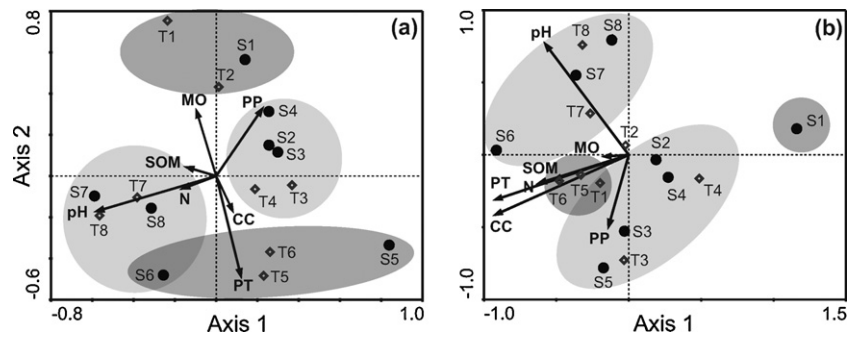 0.8
(a)
T1
S1
T2
MO
PP
S4
S2
S3
SOM
T4
T3
N
CC
S7
T7
pH
T8
S8
T6
S5
S6
T5
PT
Axis 2
-0.6
-0.8
Axis 1
1.0
1.0
(b)
pH
T8
S8
S7
T7
S1
S6
T2
MO
S2
SOM
PT
N
T6
T5
T1
S4
T4
CC
PP
S3
T3
S5
-1.0
-1.0
Axis 1
1.5